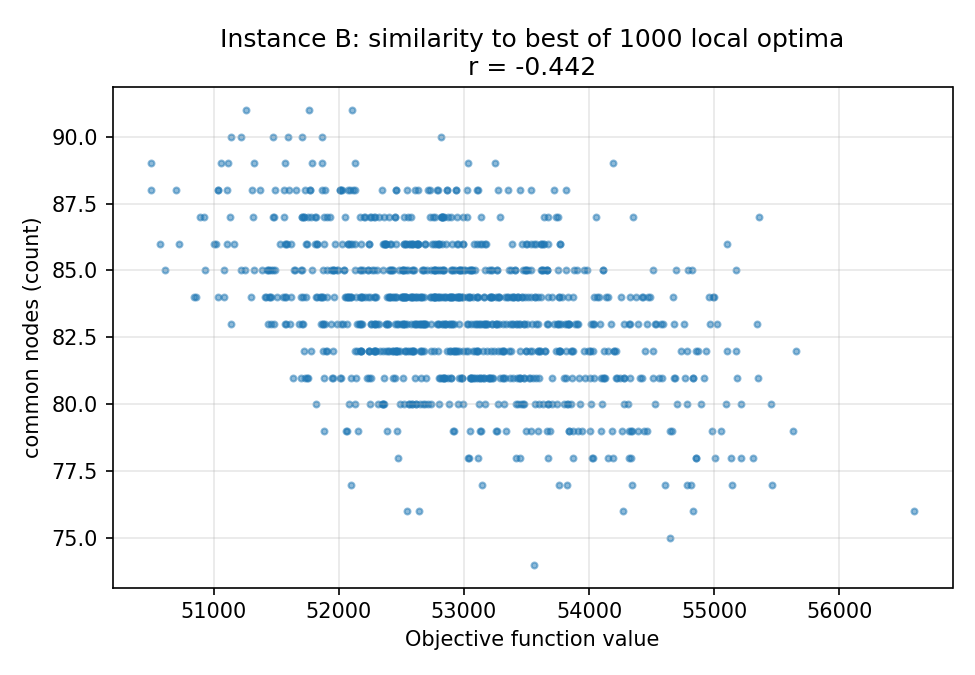 Instance B: similarity to best of 1000 local optima
r = -0.442
90.0
87.5
85.0
82.5
80.0
77.5
75.0
common nodes (count)
51000 52000 53000 54000 55000 56000
Objective function value